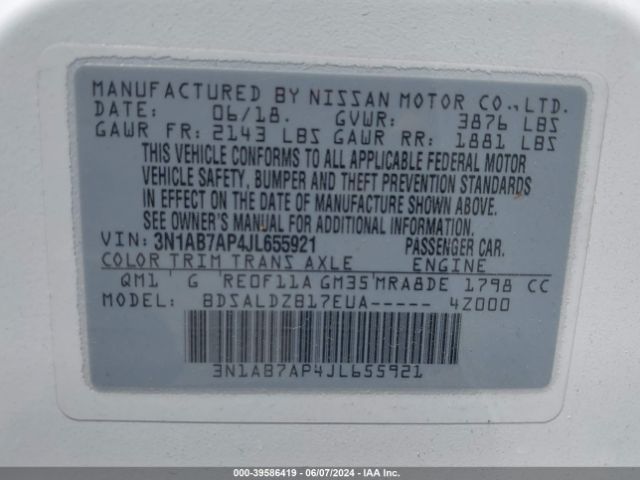 MANUFACTURED BY NISSAN MOTOR CO., LTD.
DATE: 06/18. GVWR: 3876 LBS
GAWR FR: 2143 LBS GAWR RR: 1881 LBS
THIS VEHICLE CONFORMS TO ALL APPLICABLE FEDERAL MOTOR
VEHICLE SAFETY, BUMPER AND THEFT PREVENTION STANDARDS
IN EFFECT ON THE DATE OF MANUFACTURE SHOWN ABOVE.
SEE OWNER'S MANUAL FOR ADDITIONAL INFORMATION.
VIN: 3N1AB7AP4JL655921 PASSENGER CAR.
COLOR TRIM TRANS AXLE ENGINE
QM1 G RE0F11A GM35 MRA8DE 1798 CC
MODEL: BDSALDZB17EUA----- 4Z000
3N1AB7AP4JL655921
000-39586419 - 06/07/2024 - IAA Inc.